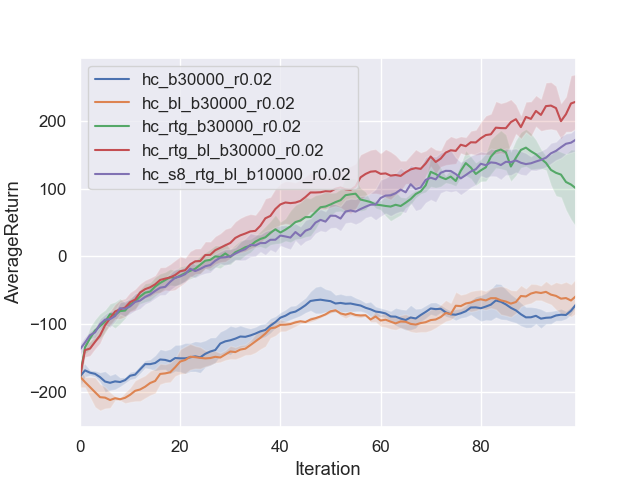 hc_b30000_r0.02
hc_bl_b30000_r0.02
hc_rtg_b30000_r0.02
hc_rtg_bl_b30000_r0.02
hc_s8_rtg_bl_b10000_r0.02
AverageReturn
200
100
0
−100
−200
0 20 40 60 80
Iteration